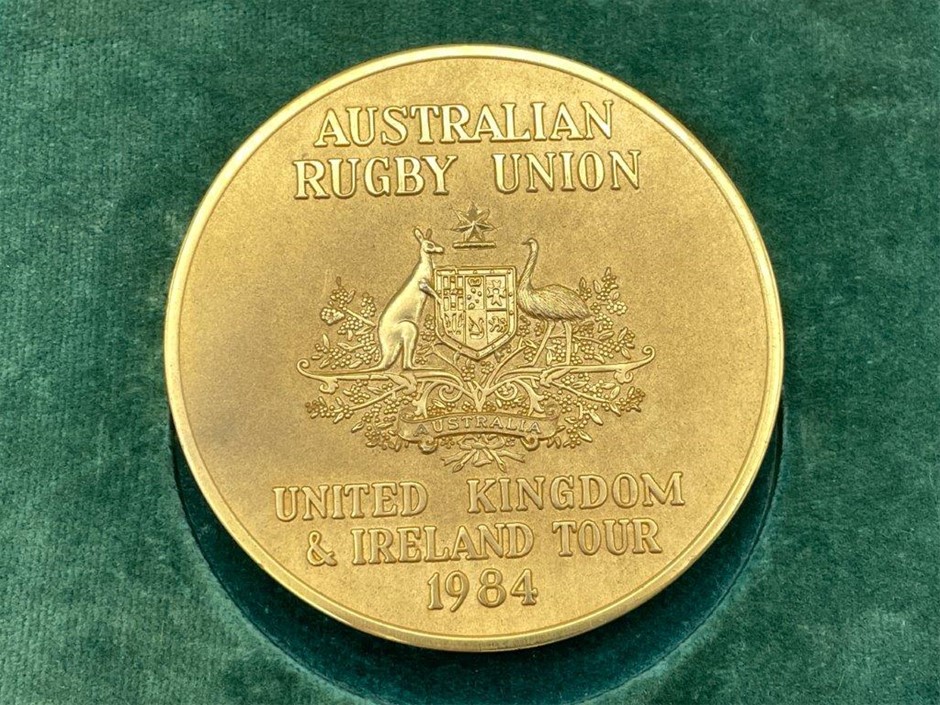 AUSTRALIAN
RUGBY UNION
AUSTRALIA
UNITED KINGDOM
& IRELAND TOUR
1984